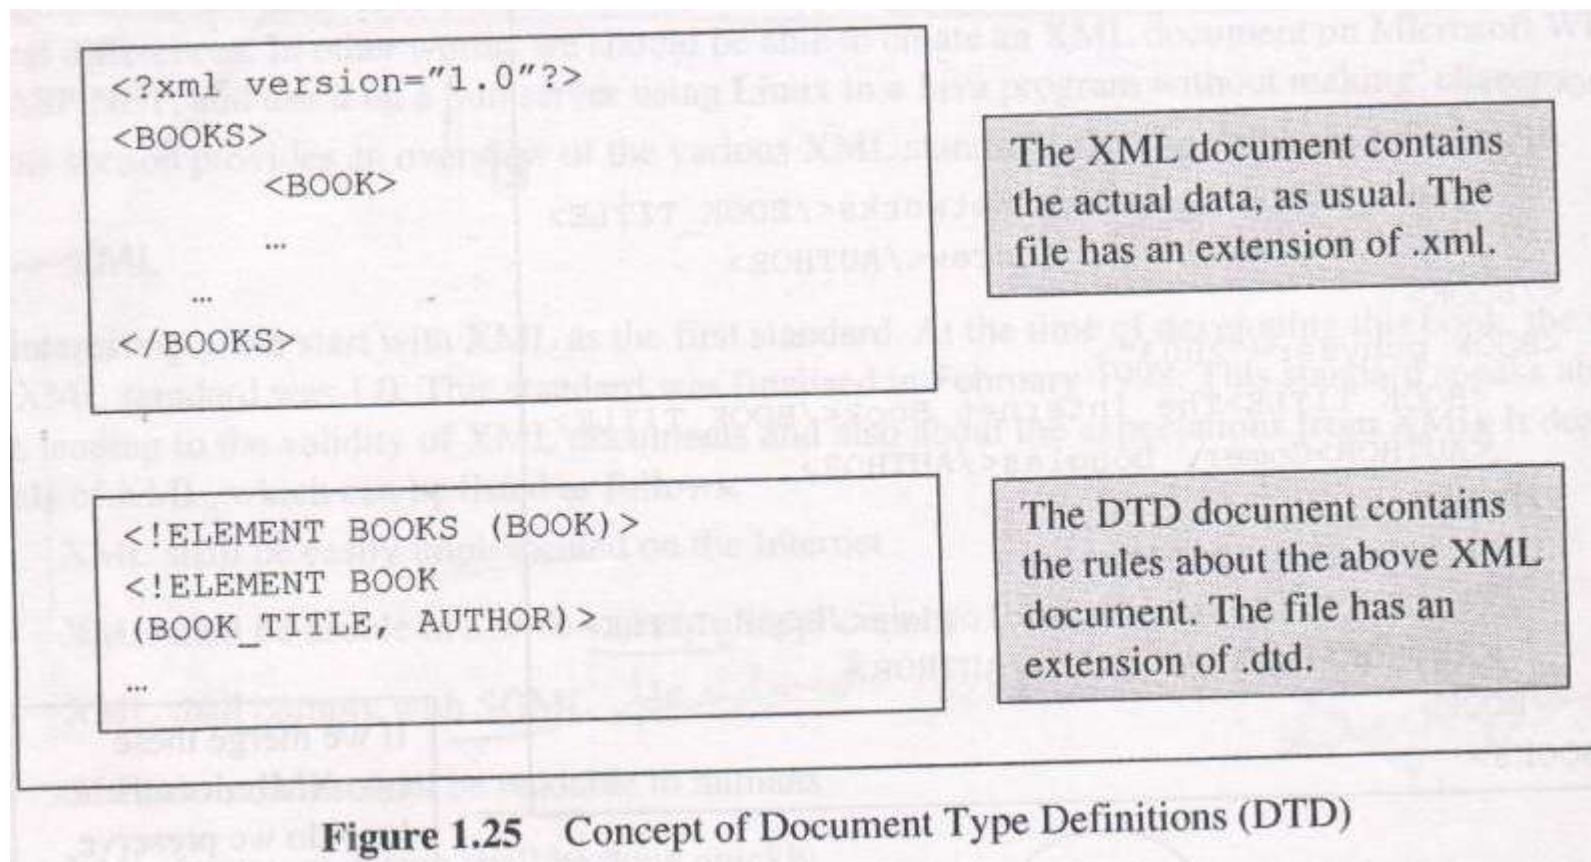 <?xml version="1.0"?>
<BOOKS>
<BOOK>
...
...
</BOOKS>
The XML document contains
the actual data, as usual. The
file has an extension of .xml.
<!ELEMENT BOOKS (BOOK)>
<!ELEMENT BOOK
(BOOK_TITLE, AUTHOR)>
...
The DTD document contains
the rules about the above XML
document. The file has an
extension of .dtd.
Figure 1.25 Concept of Document Type Definitions (DTD)